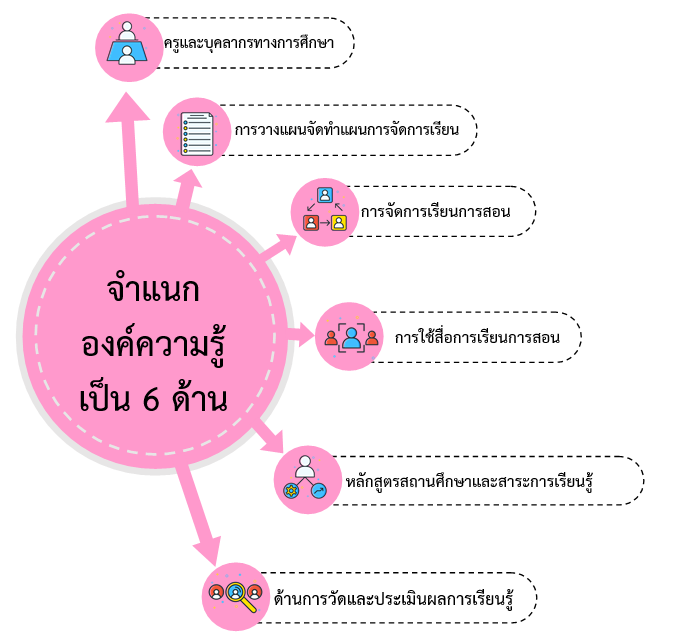 ครูและบุคลากรทางการศึกษา
การวางแผนจัดทำแผนการจัดการเรียน
การจัดการเรียนการสอน
จำแนก
องค์ความรู้
เป็น 6 ด้าน
การใช้สื่อการเรียนการสอน
หลักสูตรสถานศึกษาและสาระการเรียนรู้
ด้านการวัดและประเมินผลการเรียนรู้